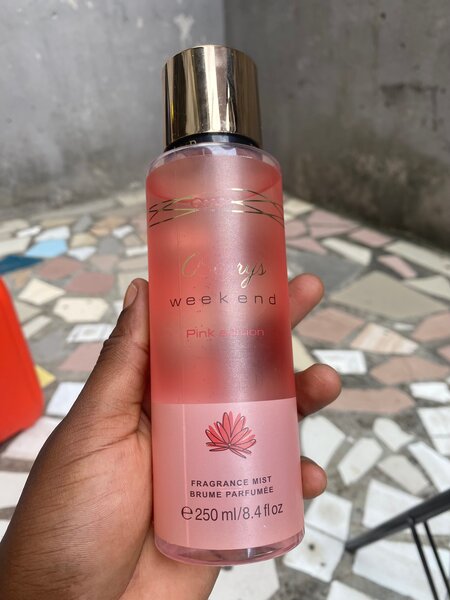 weekend
Pink edition
FRAGRANCE MIST
BRUME PARFUMÉE
℮ 250 ml/8.4 fl oz